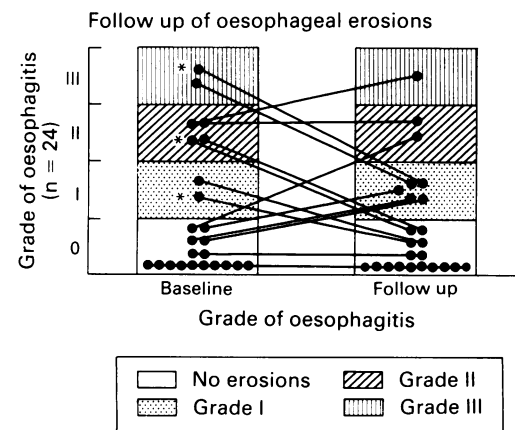 Follow up of oesophageal erosions
Grade of oesophagitis
(n = 24)
III
II
I
0
*
*
*
Baseline
Follow up
Grade of oesophagitis
No erosions
Grade II
Grade I
Grade III